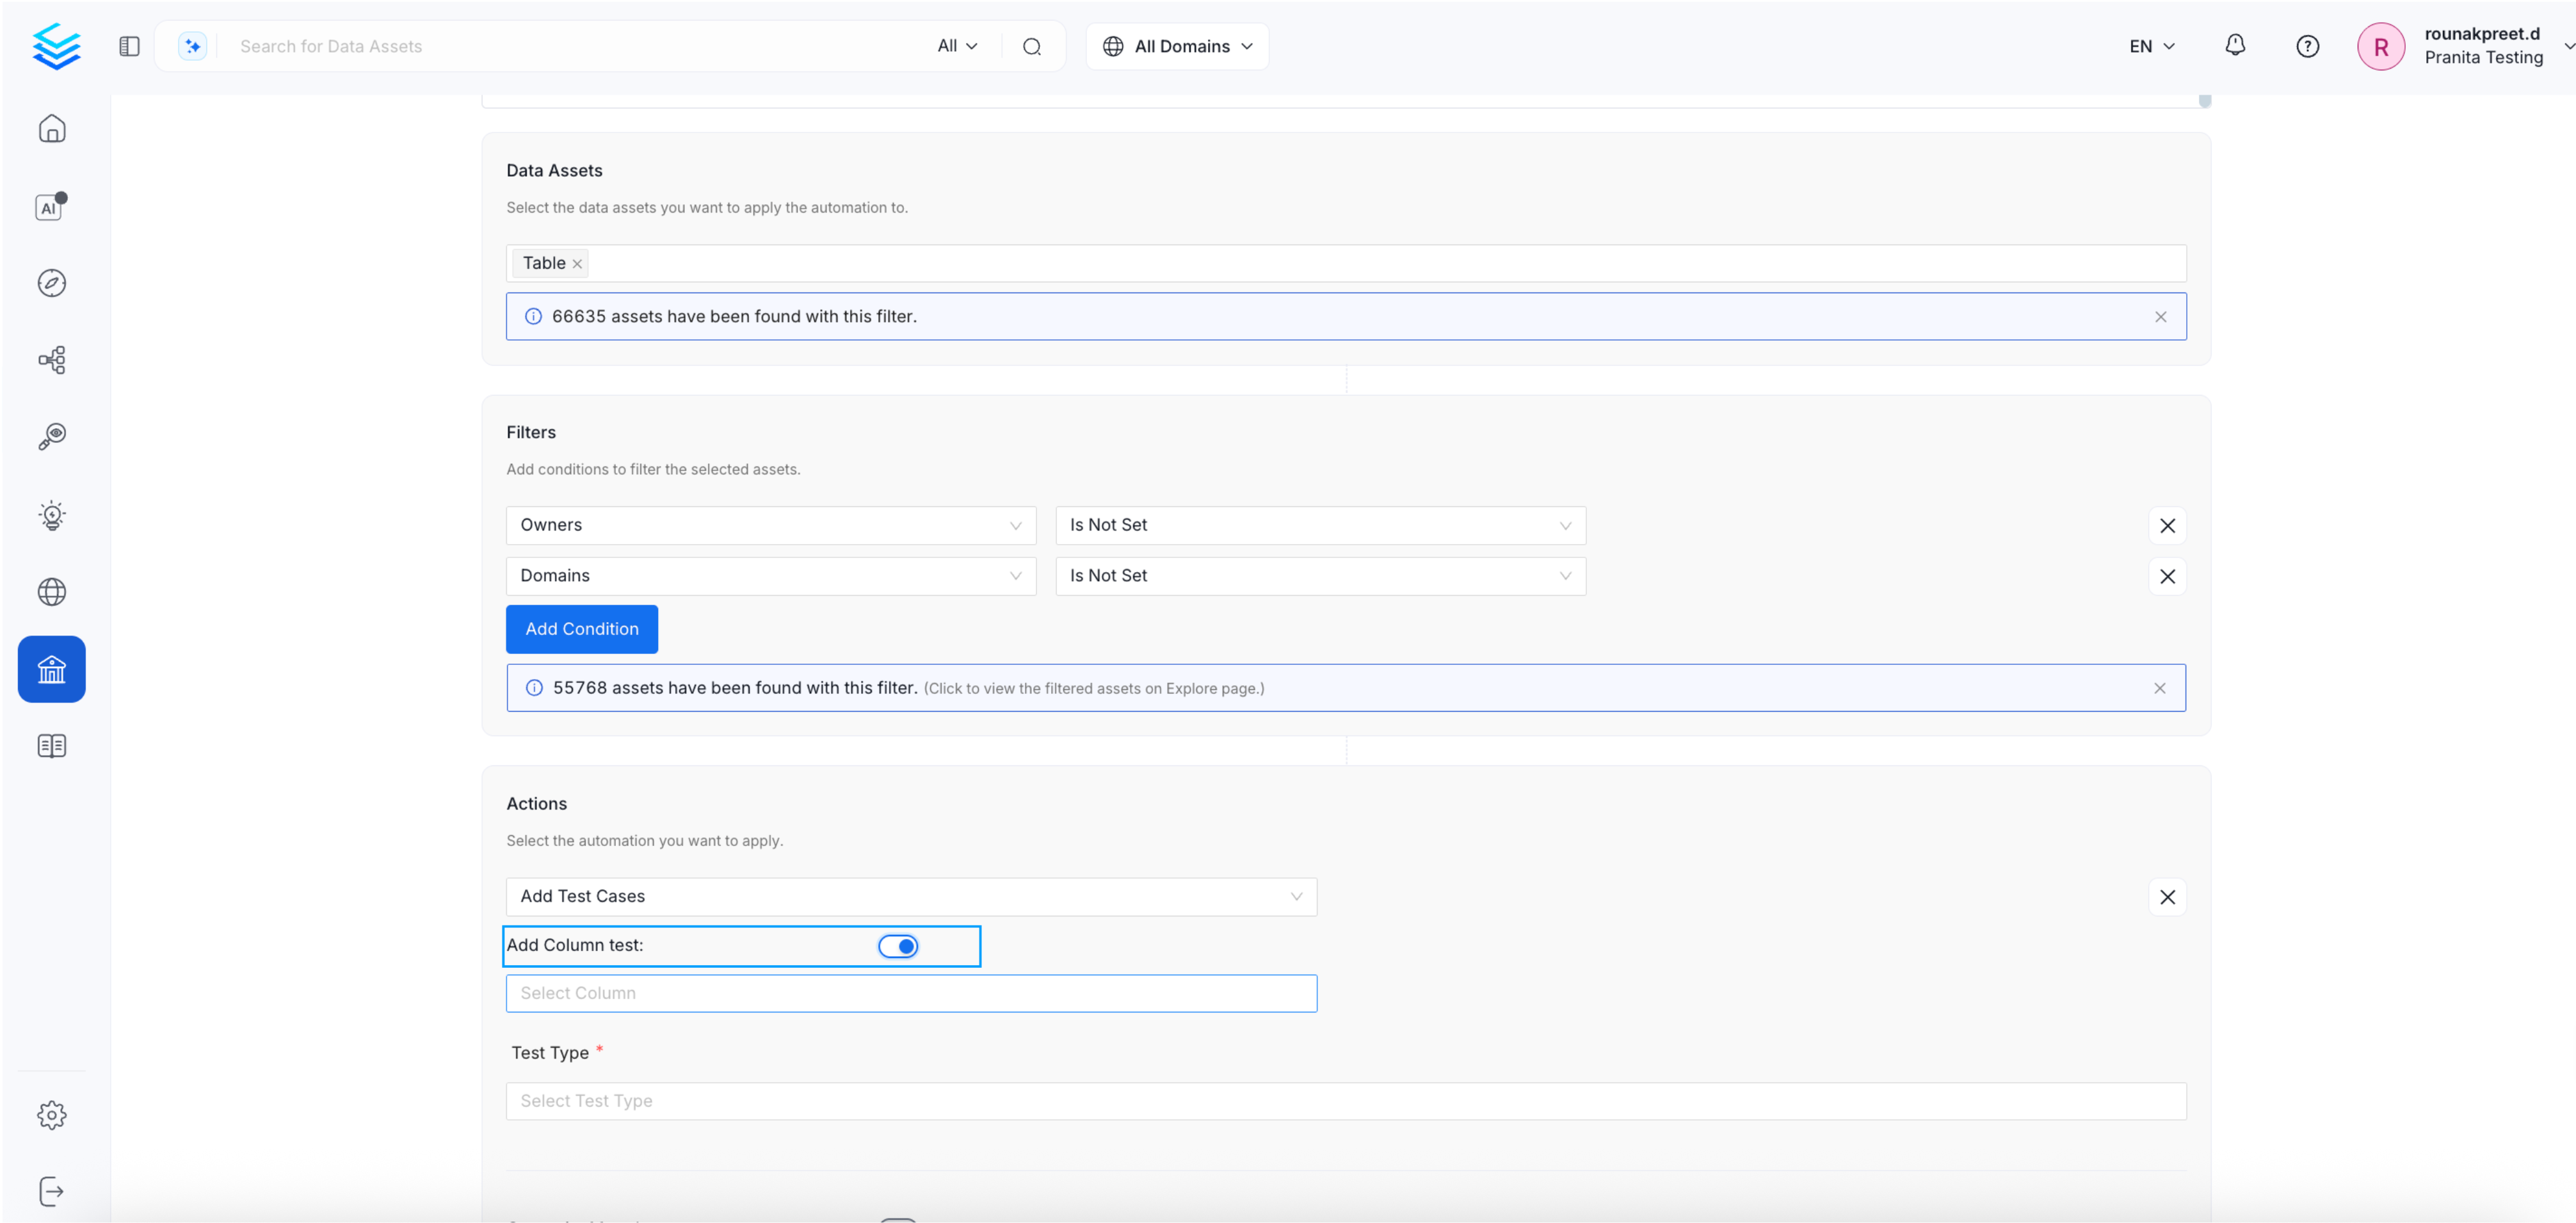 Search for Data Assets
All
All Domains
EN
R
rounakpreet.d
Pranita Testing
AI
Data Assets
Select the data assets you want to apply the automation to.
Table
66635 assets have been found with this filter.
Filters
Add conditions to filter the selected assets.
Owners
Is Not Set
Domains
Is Not Set
Add Condition
55768 assets have been found with this filter. (Click to view the filtered assets on Explore page.)
Actions
Select the automation you want to apply.
Add Test Cases
Add Column test:
Select Column
Test Type *
Select Test Type